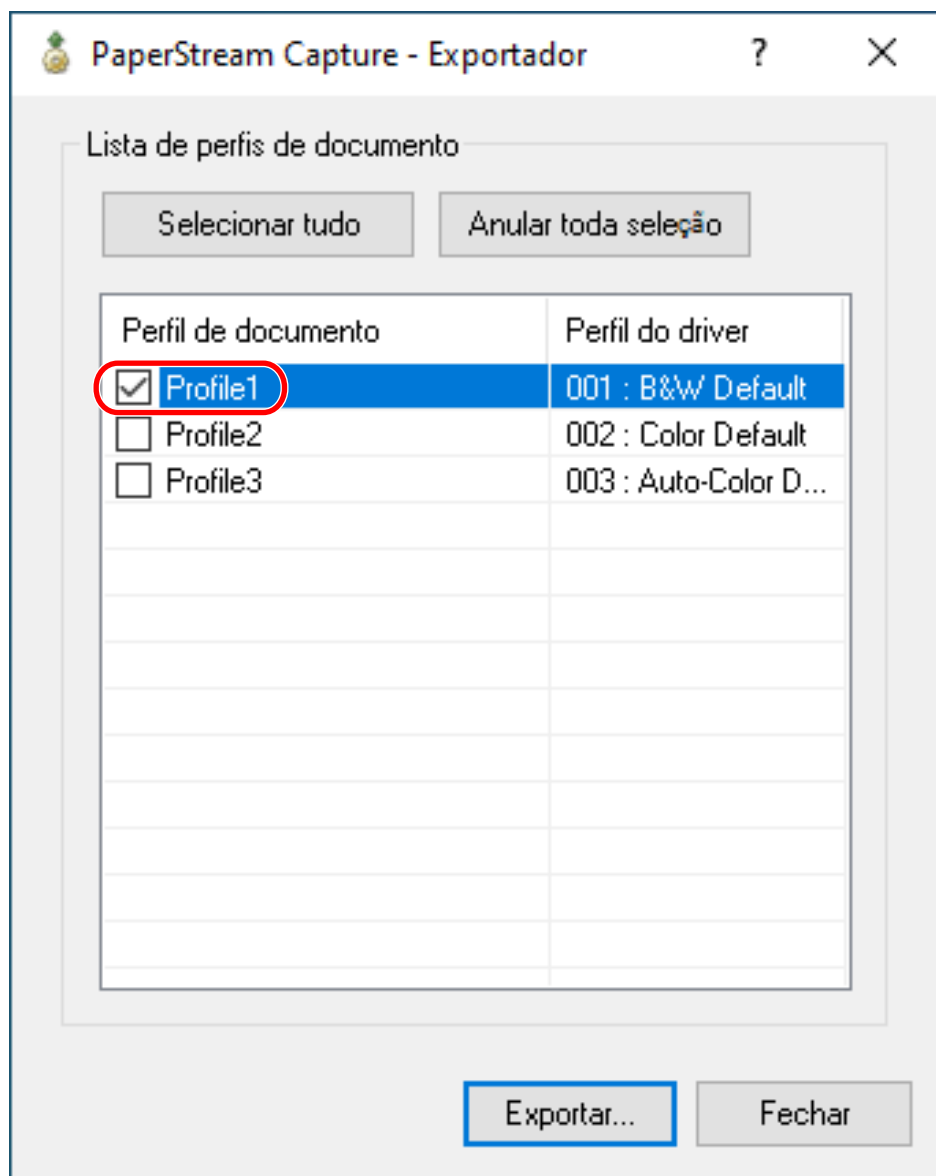 PaperStream Capture - Exportador ?
Lista de perfis de documento
Selecionar tudo Anular toda seleção
Perfil de documento Perfil do driver
Profile1 001 : B&W Default
Profile2 002 : Color Default
Profile3 003 : Auto-Color D...
Exportar... Fechar